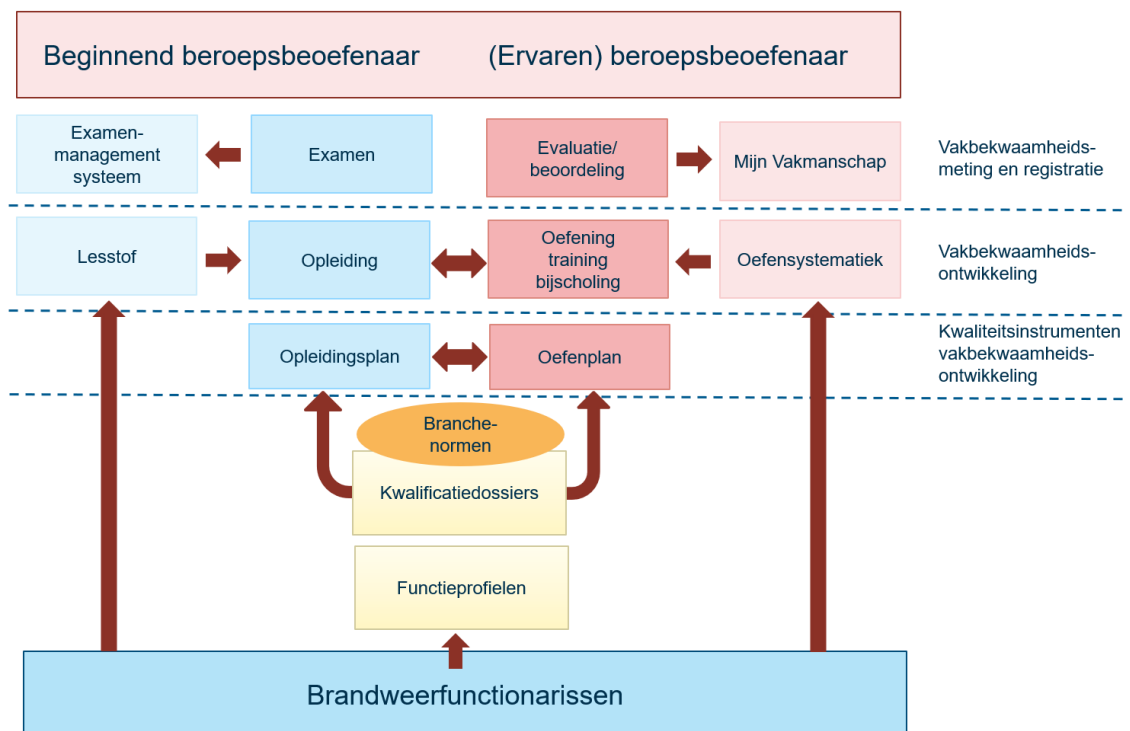 Beginnend beroepsbeoefenaar
(Ervaren) beroepsbeoefenaar
Examen-
management
systeem
Examen
Evaluatie/
beoordeling
Mijn Vakmanschap
Vakbekwaamheids-
meting en registratie
Lesstof
Opleiding
Oefening
training
bijscholing
Oefensystematiek
Vakbekwaamheids-
ontwikkeling
Opleidingsplan
Oefenplan
Kwaliteitsinstrumenten
vakbekwaamheids-
ontwikkeling
Branche-
normen
Kwalificatiedossiers
Functieprofielen
Brandweerfunctionarissen